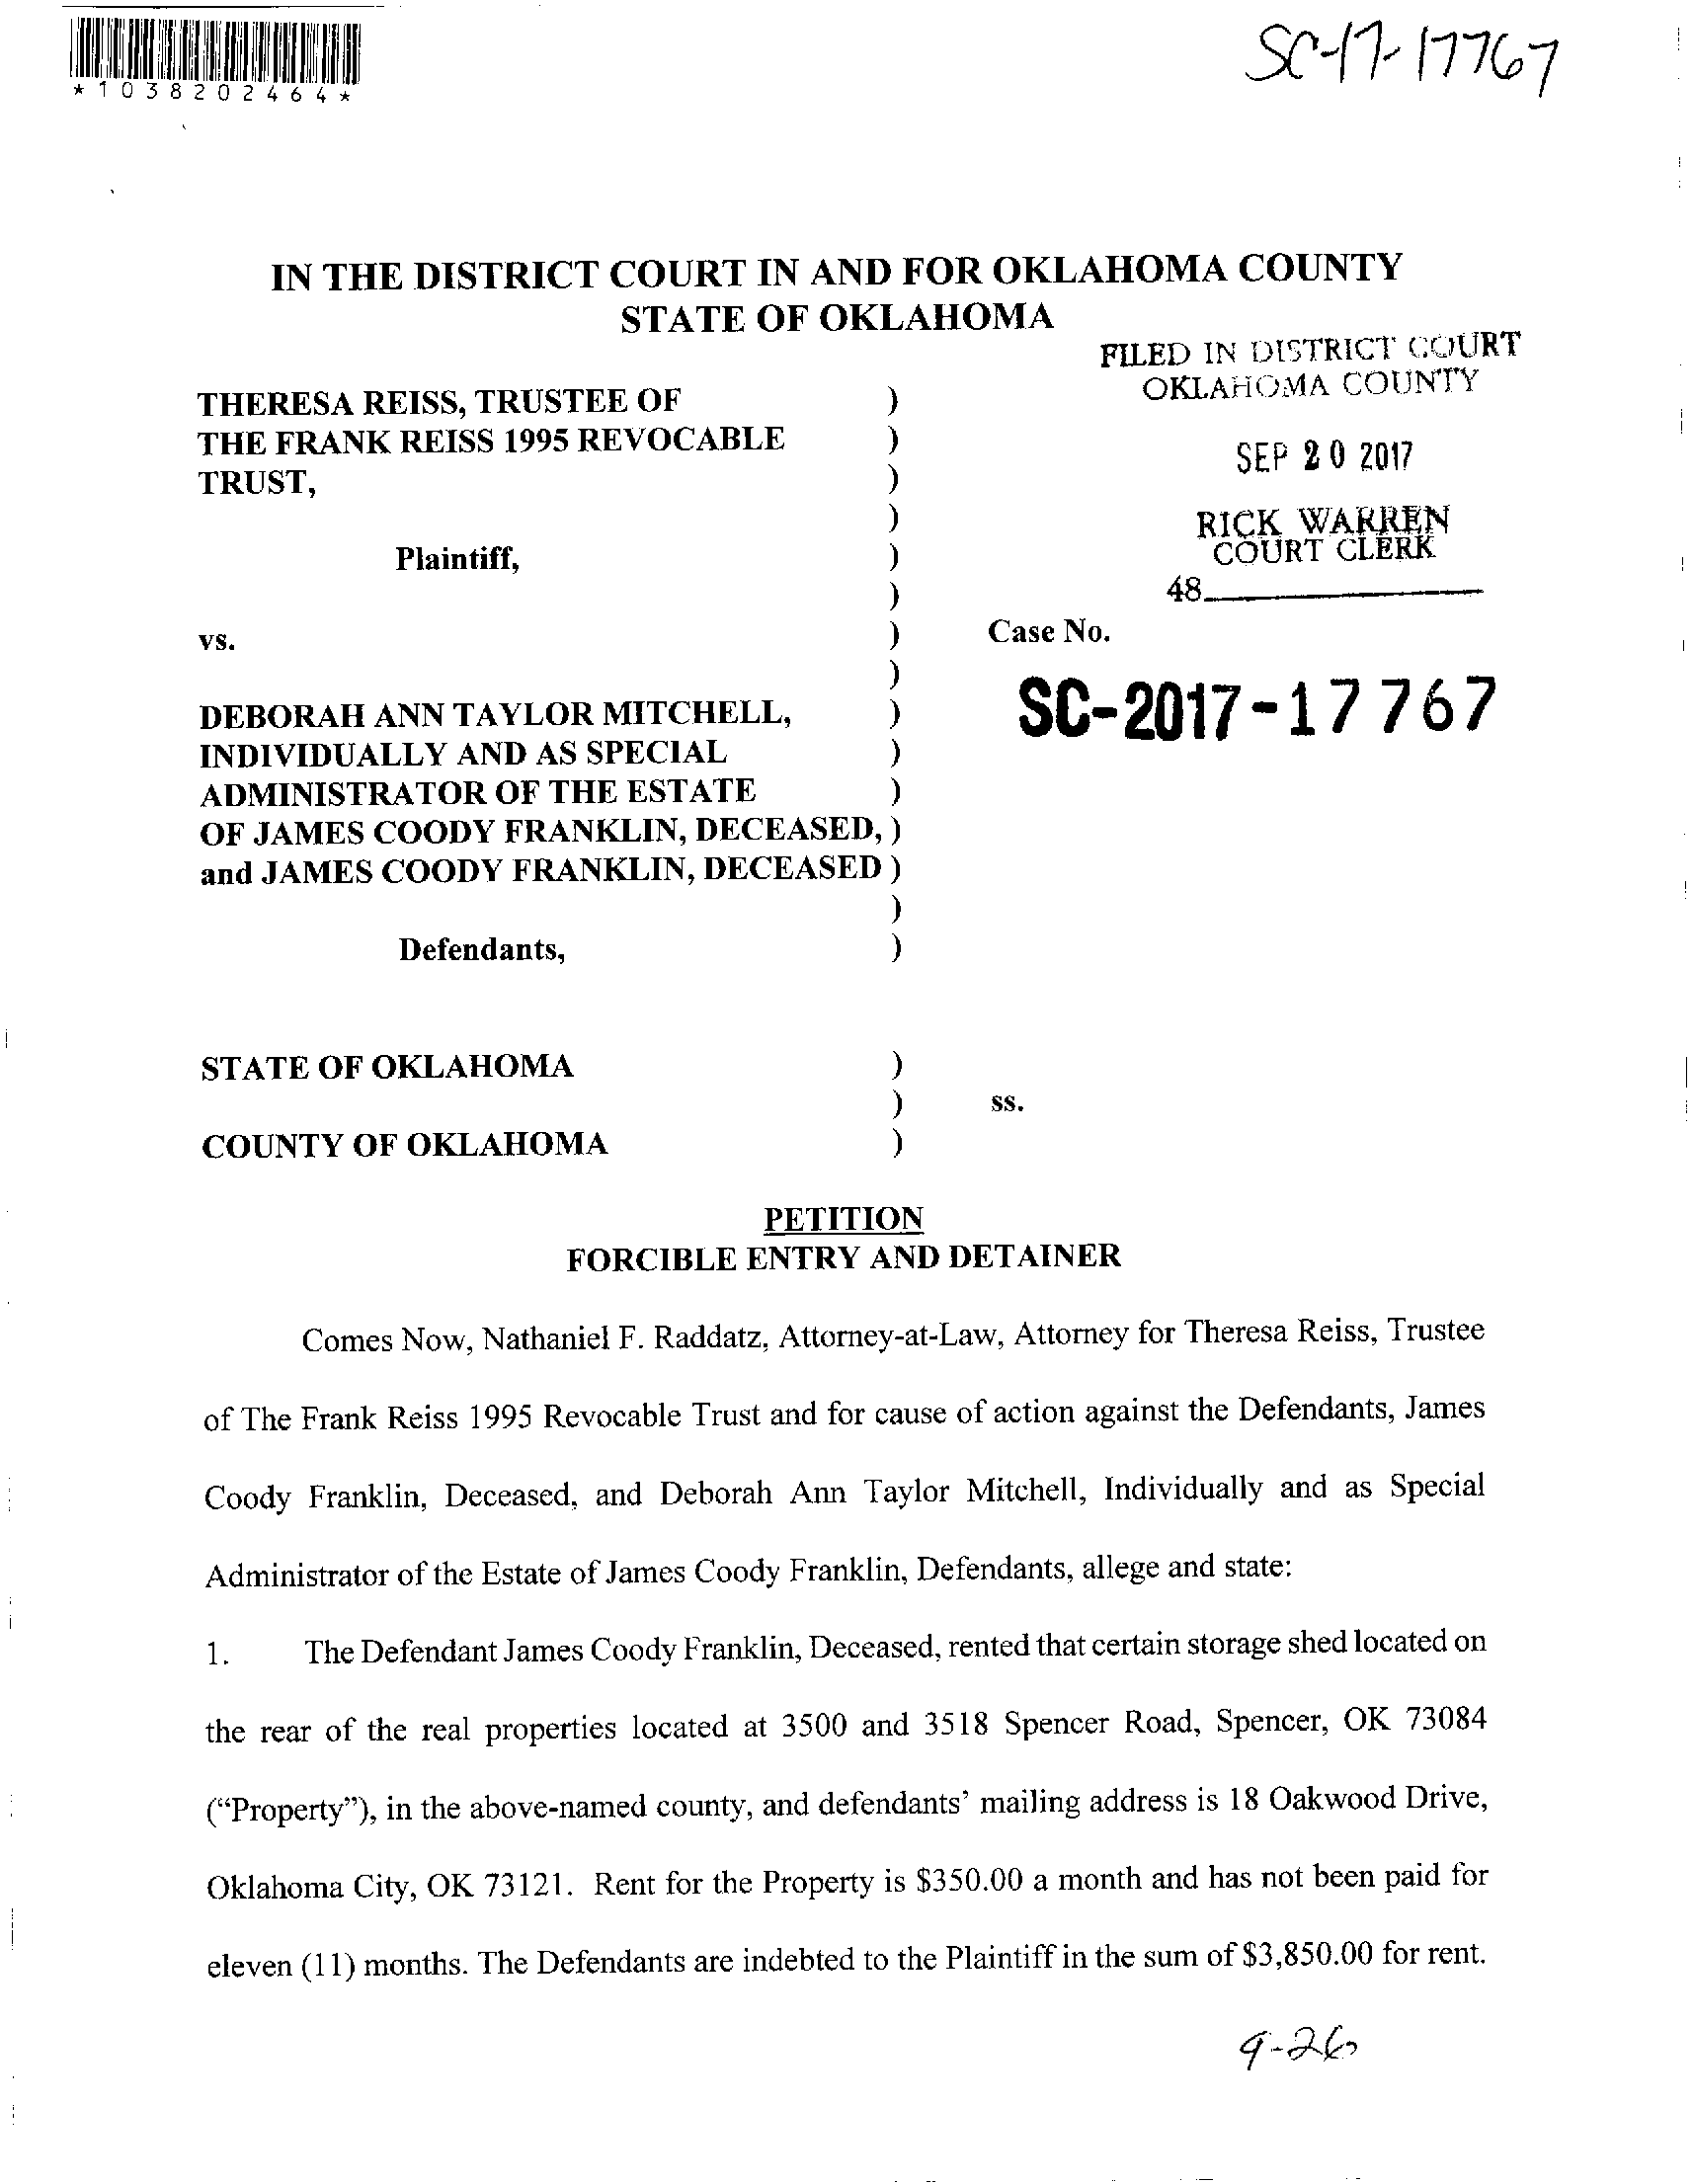 SC-17-17767
*1038202464*
IN THE DISTRICT COURT IN AND FOR OKLAHOMA COUNTY
STATE OF OKLAHOMA
FILED IN DISTRICT COURT
OKLAHOMA COUNTY
SEP 20 2017
RICK WARREN
COURT CLERK
48
THERESA REISS, TRUSTEE OF )
THE FRANK REISS 1995 REVOCABLE )
TRUST, )
)
Plaintiff, )
)
vs. ) Case No.
)
SC-2017-17767
DEBORAH ANN TAYLOR MITCHELL, )
INDIVIDUALLY AND AS SPECIAL )
ADMINISTRATOR OF THE ESTATE )
OF JAMES COODY FRANKLIN, DECEASED, )
and JAMES COODY FRANKLIN, DECEASED )
)
Defendants, )
STATE OF OKLAHOMA )
) ss.
COUNTY OF OKLAHOMA )
PETITION
FORCIBLE ENTRY AND DETAINER
Comes Now, Nathaniel F. Raddatz, Attorney-at-Law, Attorney for Theresa Reiss, Trustee
of The Frank Reiss 1995 Revocable Trust and for cause of action against the Defendants, James
Coody Franklin, Deceased, and Deborah Ann Taylor Mitchell, Individually and as Special
Administrator of the Estate of James Coody Franklin, Defendants, allege and state:
1. The Defendant James Coody Franklin, Deceased, rented that certain storage shed located on
the rear of the real properties located at 3500 and 3518 Spencer Road, Spencer, OK 73084
("Property"), in the above-named county, and defendants' mailing address is 18 Oakwood Drive,
Oklahoma City, OK 73121. Rent for the Property is $350.00 a month and has not been paid for
eleven (11) months. The Defendants are indebted to the Plaintiff in the sum of $3,850.00 for rent.
9-26